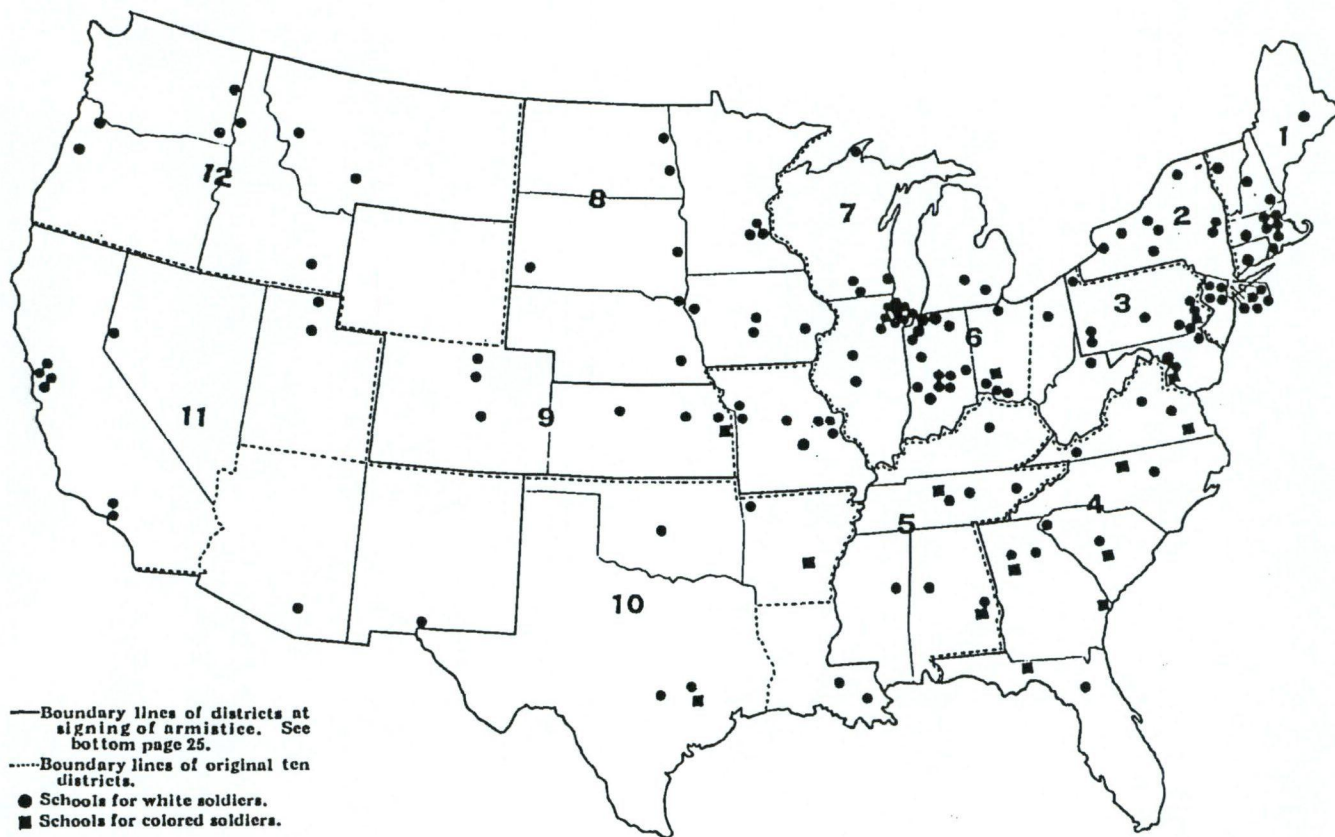 1
2
12
8
7
3
6
11
9
4
5
10
Boundary lines of districts at
signing of armistice. See
bottom page 25.
Boundary lines of original ten
districts.
Schools for white soldiers.
Schools for colored soldiers.